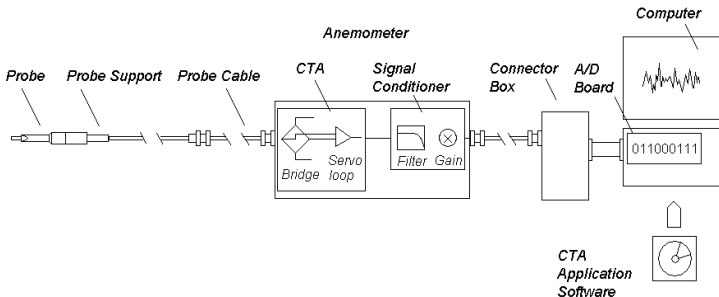 Computer
Anemometer
Probe
Probe Support
Probe Cable
CTA
Signal
Conditioner
Connector
Box
A/D
Board
Bridge
Servo
loop
Filter
Gain
011000111
CTA
Application
Software